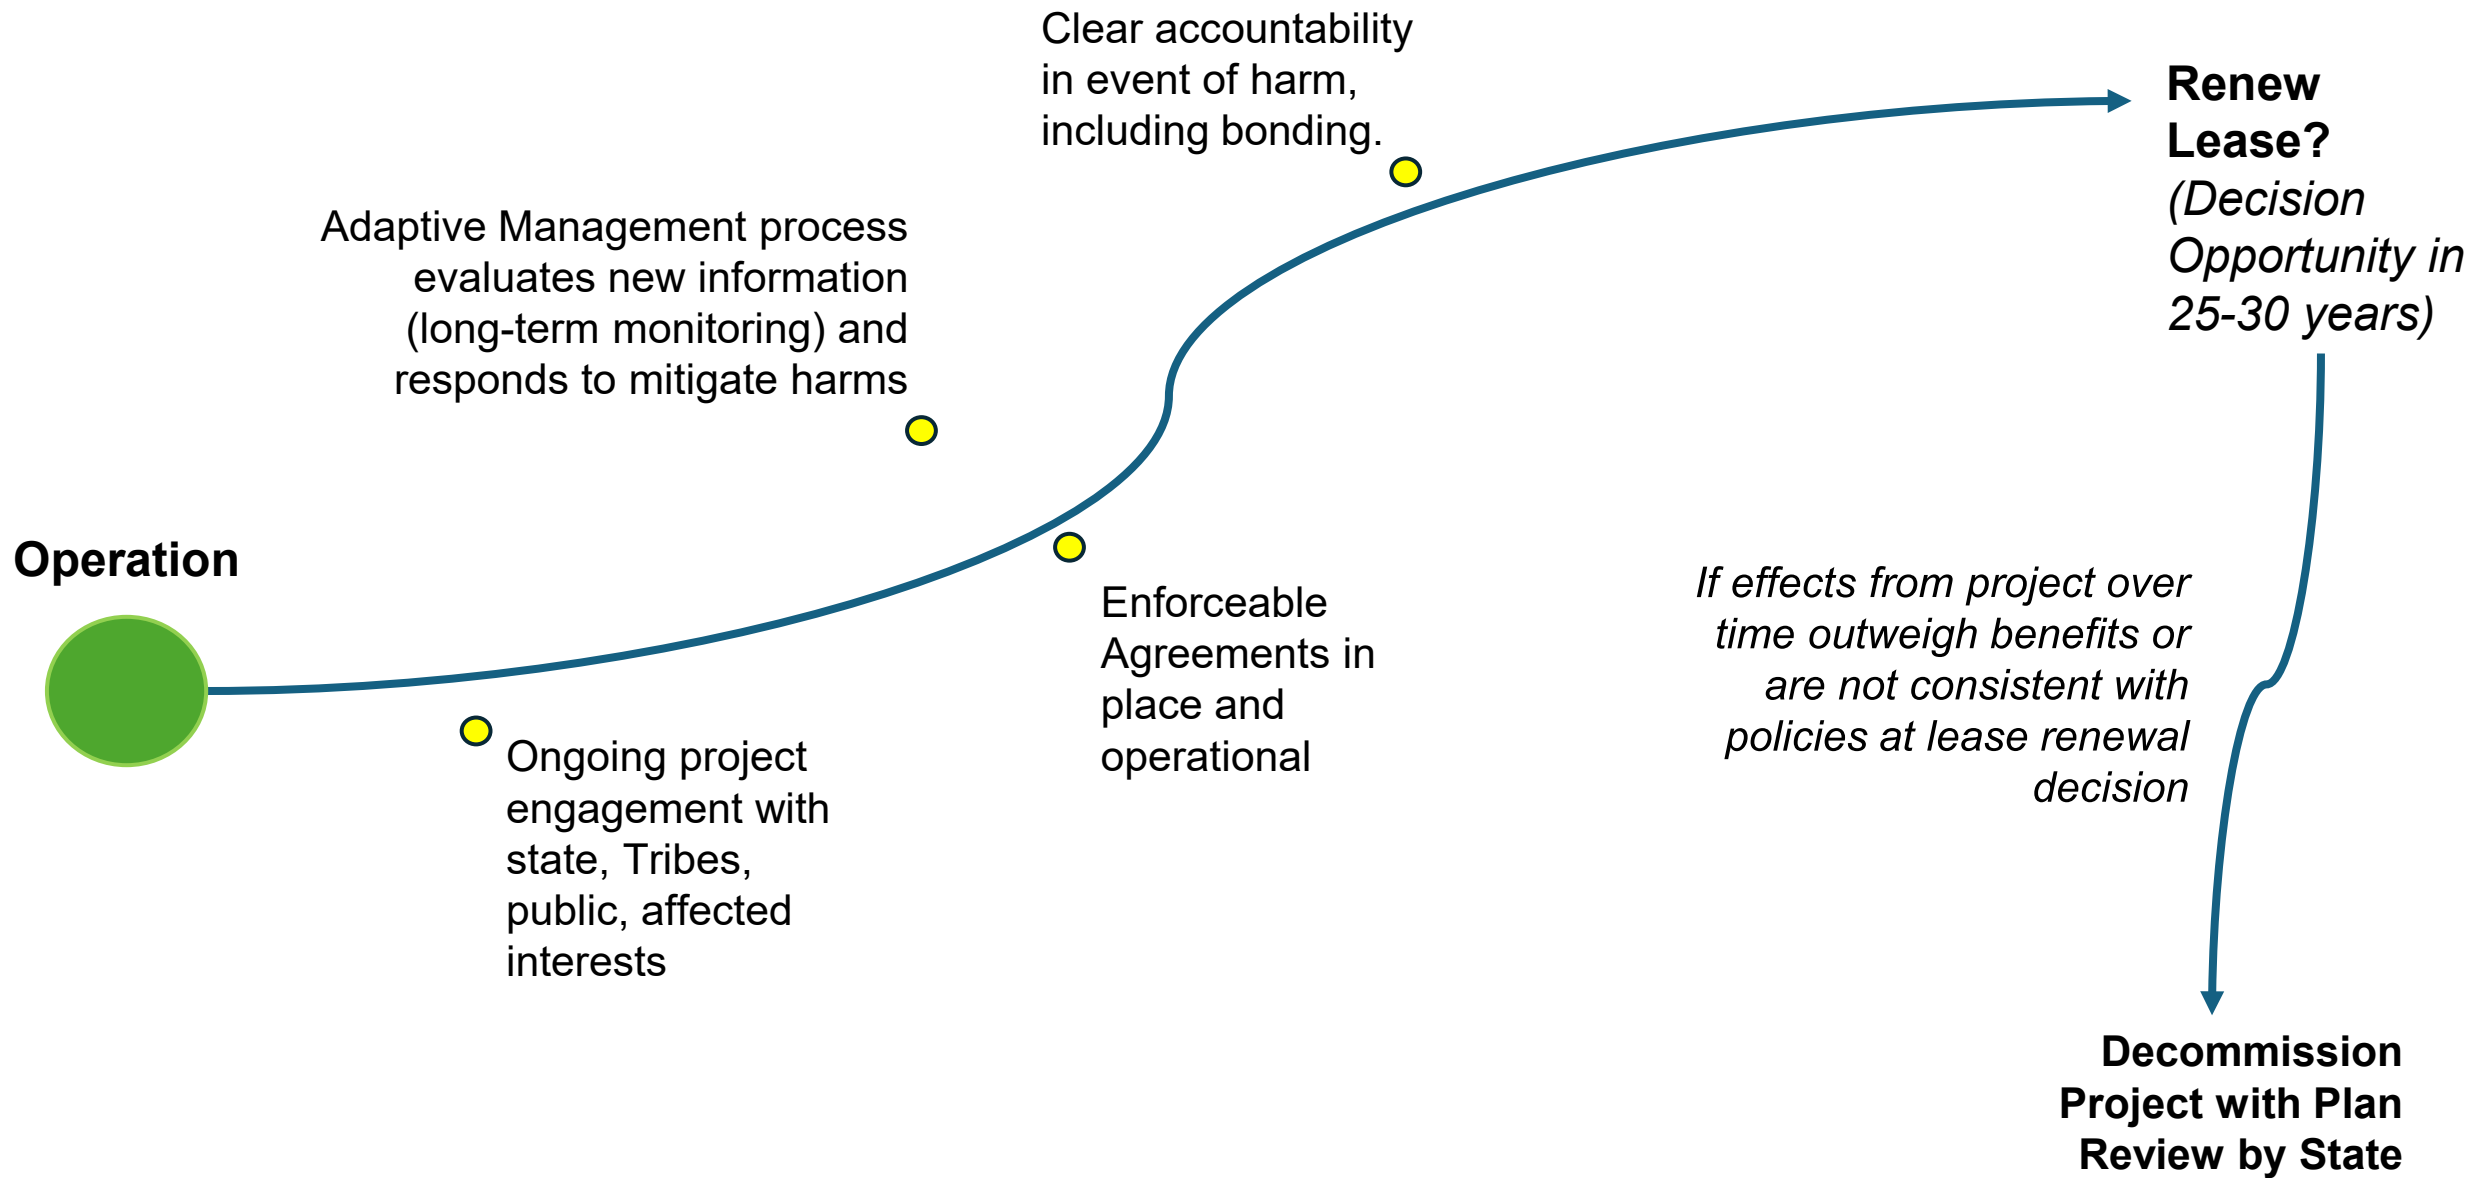 Clear accountability
in event of harm,
including bonding.
Renew
Lease?
(Decision
Opportunity in
25-30 years)
Adaptive Management process
evaluates new information
(long-term monitoring) and
responds to mitigate harms
Operation
Enforceable
Agreements in
place and
operational
If effects from project over
time outweigh benefits or
are not consistent with
policies at lease renewal
decision
Ongoing project
engagement with
state, Tribes,
public, affected
interests
Decommission
Project with Plan
Review by State